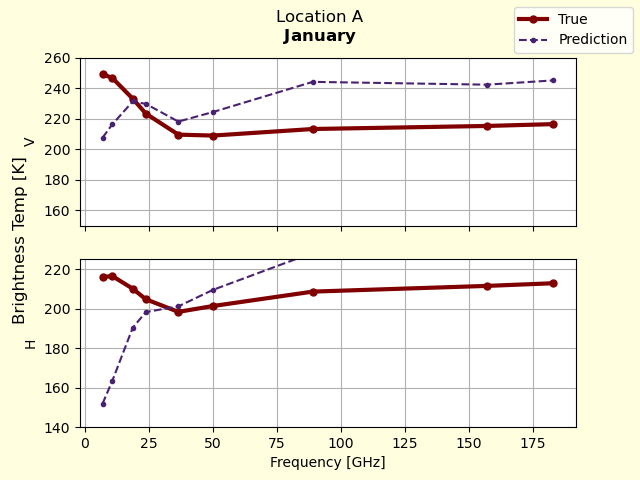 Location A
January
True
Prediction
260
240
220
200
180
160
V
Brightness Temp [K]
220
200
180
160
140
H
0 25 50 75 100 125 150 175
Frequency [GHz]